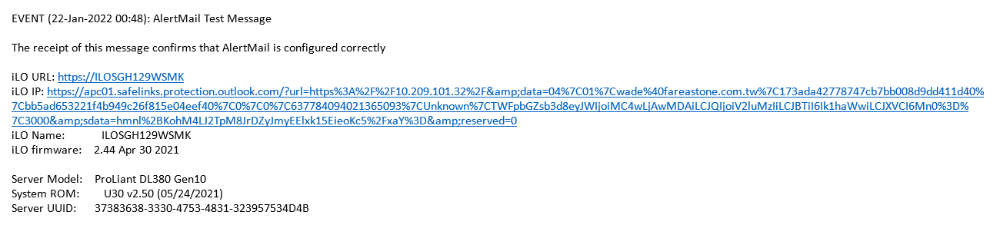 EVENT (22-Jan-2022 00:48): AlertMail Test Message
The receipt of this message confirms that AlertMail is configured correctly
iLO URL: https://ILOSGH129WSMK
iLO IP: https://apc01.safelinks.protection.outlook.com/?url=https%3A%2F%2F10.209.101.32%2F&amp;data=04%7C01%7Cwade%40fareastone.com.tw%7C173ada42778747cb7bb008d9dd411d40%
7Cbb5ad653221f4b949c26f815e04eef40%7C0%7C0%7C637784094021365093%7CUnknown%7CTWFpbGZsb3d8eyJWIjoiMC4wLjAwMDAiLCJQIjoiV2luMzIiLCJBTiI6Ik1haWwiLCJXVCI6Mn0%3D%
7C3000&amp;sdata=hmnl%2BKohM4LJ2TpM8JrDZyJmyEElxk15EieoKc5%2FxaY%3D&amp;reserved=0
iLO Name: ILOSGH129WSMK
iLO firmware: 2.44 Apr 30 2021
Server Model: ProLiant DL380 Gen10
System ROM: U30 v2.50 (05/24/2021)
Server UUID: 37383638-3330-4753-4831-323957534D4B